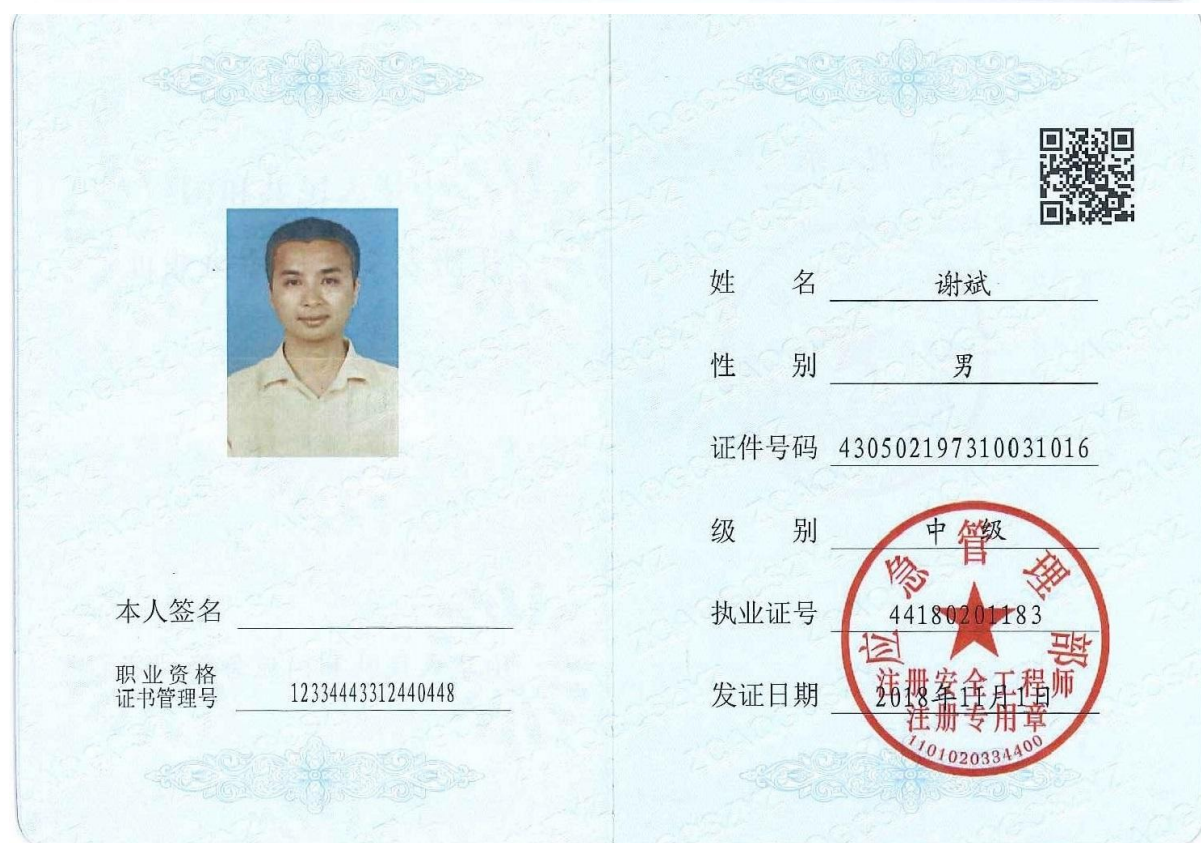 本人签名
职业资格
证书管理号 12334443312440448
姓 名 谢斌
性 别 男
证件号码 430502197310031016
级 别 中 级
执业证号 44180201183
发证日期 2018年11月1日
应急管理部
注册安全工程师
注册专用章
1101020334400